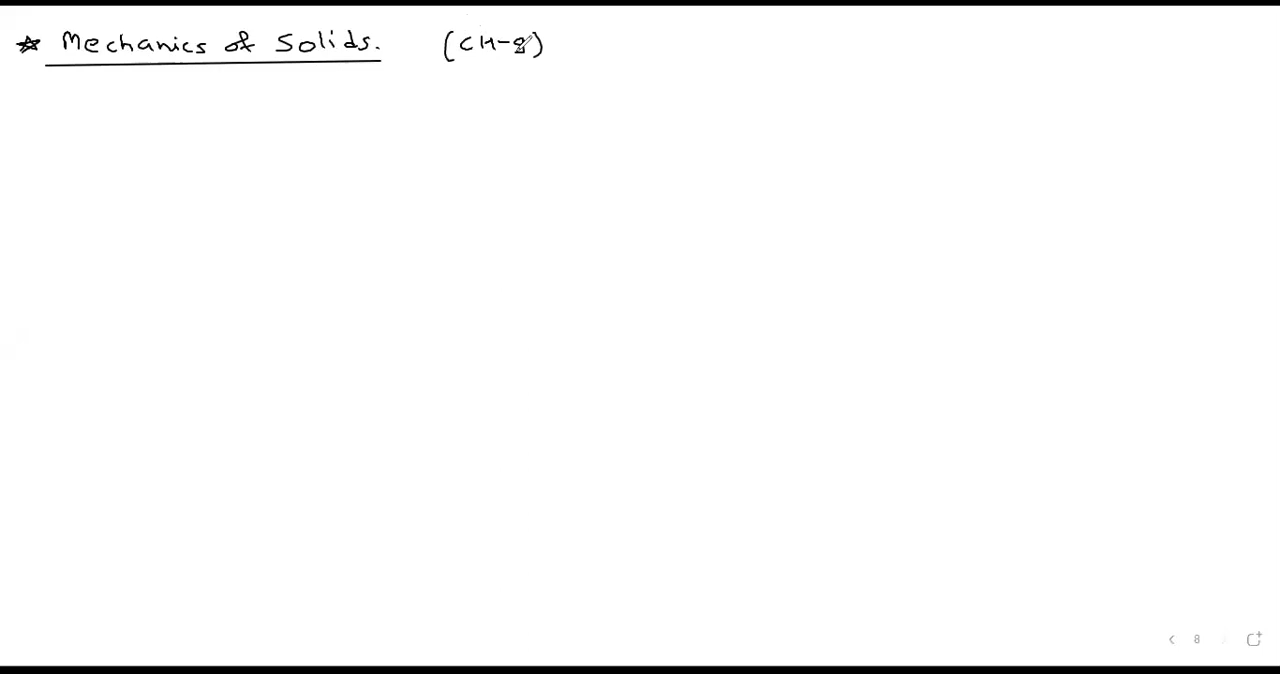 ☆ Mechanics of Solids. (CH-8)
8